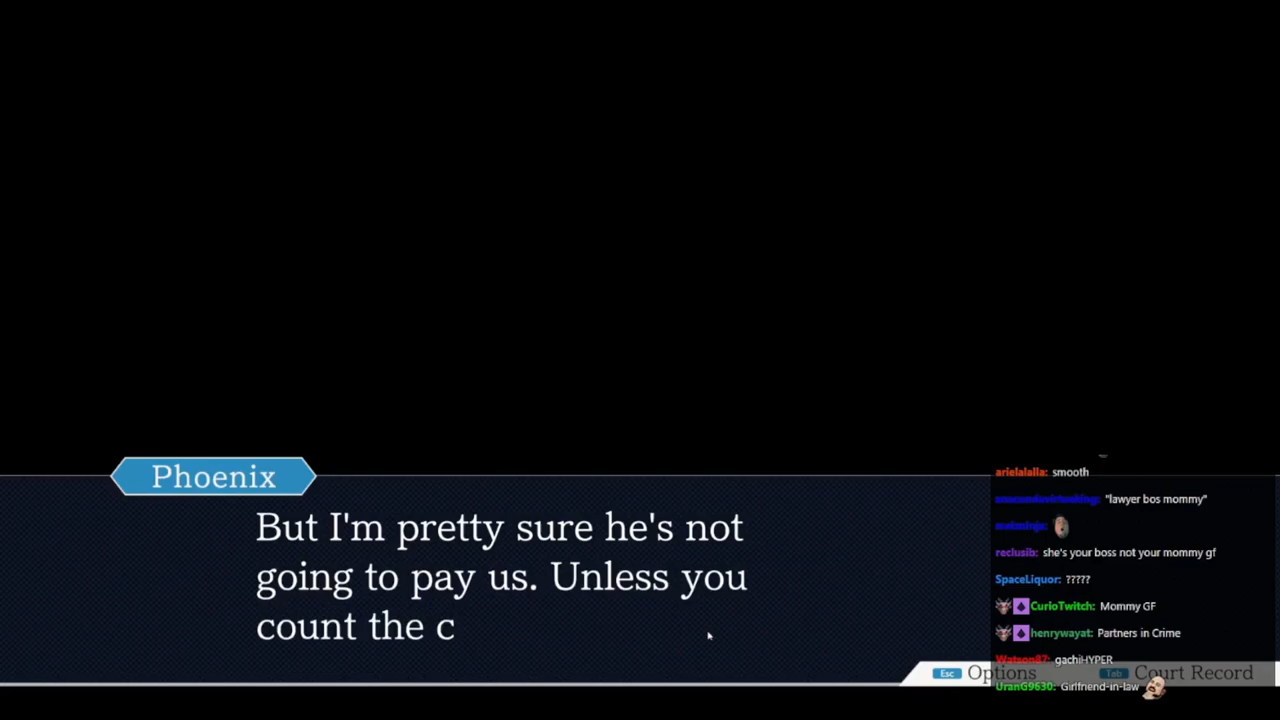 Phoenix
But I'm pretty sure he's not
going to pay us. Unless you
count the c
arielalalla: smooth
"lawyer bos mommy"
reclusib: she's your boss not your mommy gf
SpaceLiquor: ?????
CurioTwitch: Mommy GF
henrywayat: Partners in Crime
Watson87: gachiHYPER
Esc Options Tab Court Record
UranG9630: Girlfriend-in-law